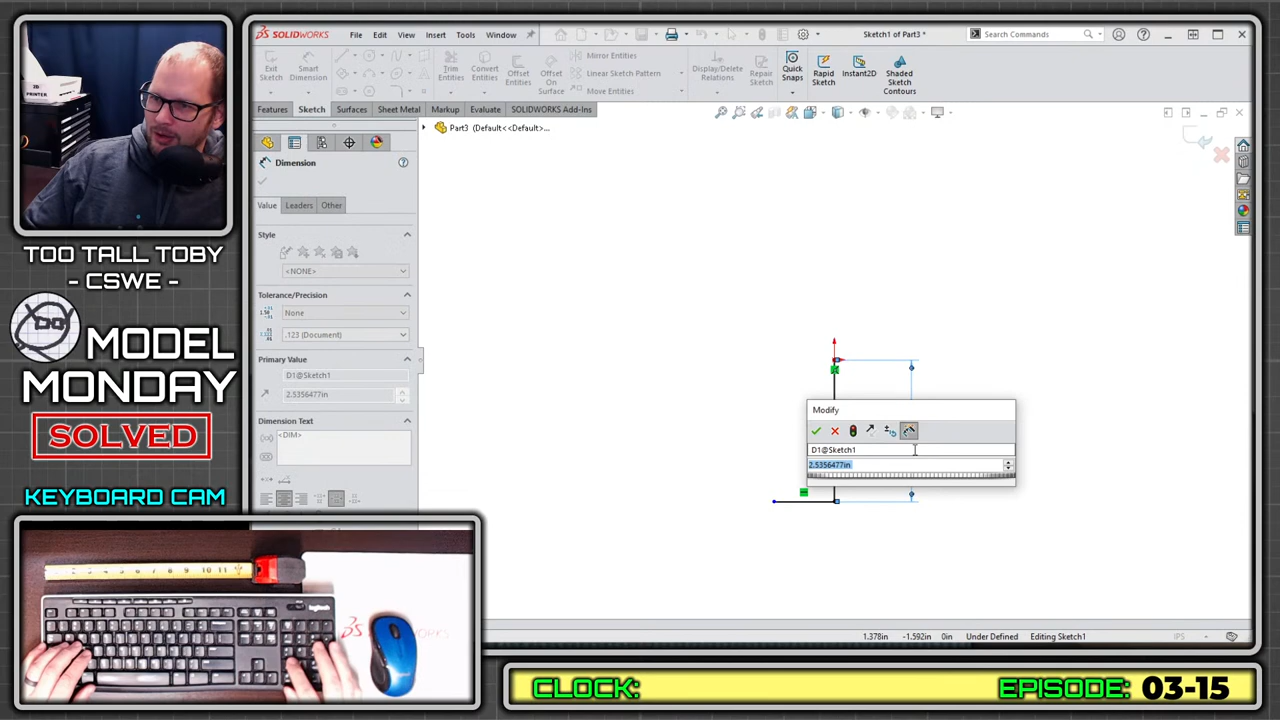 SOLIDWORKS
File Edit View Insert Tools Window
Sketch1 of Part3 *
Search Commands
Exit Sketch
Smart Dimension
Trim Entities
Convert Entities
Offset Entities
Offset On Surface
Mirror Entities
Linear Sketch Pattern
Move Entities
Display/Delete Relations
Repair Sketch
Quick Snaps
Rapid Sketch
Instant2D
Shaded Sketch Contours
Features Sketch Surfaces Sheet Metal Markup Evaluate SOLIDWORKS Add-Ins
Part3 (Default<<Default>...
Dimension
Value Leaders Other
Style
<NONE>
Tolerance/Precision
None
.123 (Document)
Primary Value
D1@Sketch1
2.5356477in
Dimension Text
<DIM>
Modify
D1@Sketch1
2.5356477in
1.378in -1.592in 0in Under Defined Editing Sketch1
IPS
TOO TALL TOBY
- CSWE -
MODEL
MONDAY
SOLVED
KEYBOARD CAM
logitech
CLOCK:
EPISODE: 03-15